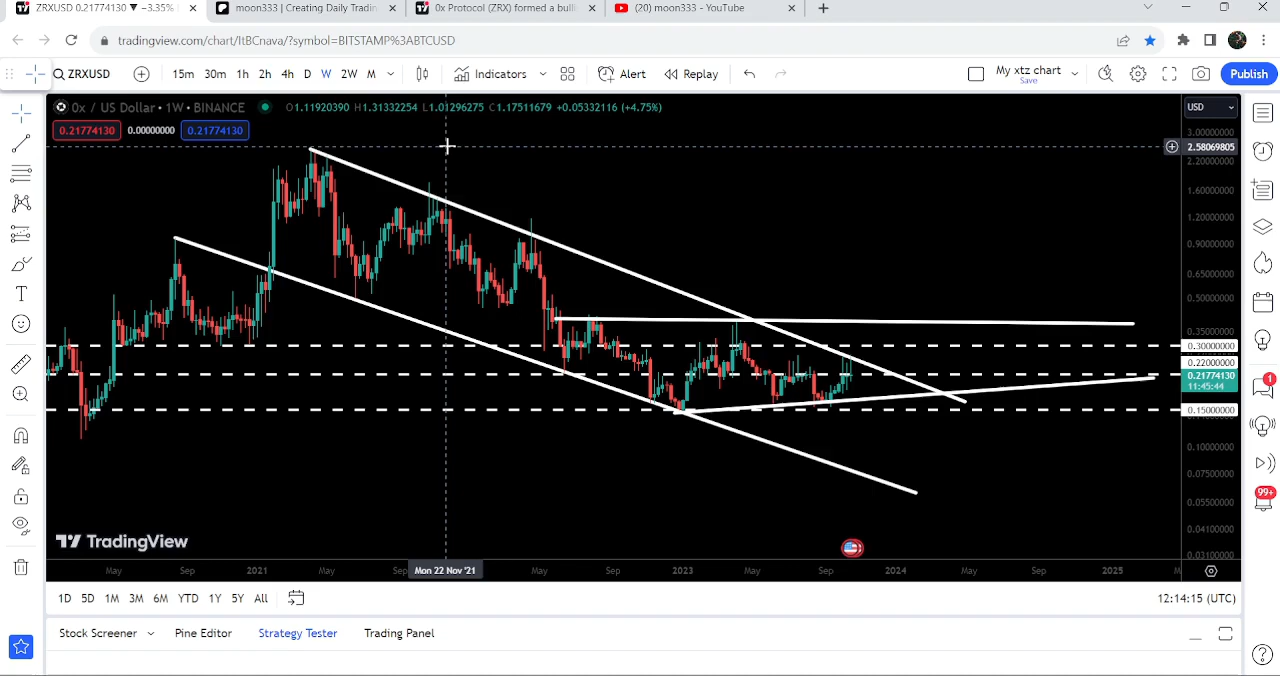 ZRXUSD 0.21774130 ▼ −3.35%
moon333 | Creating Daily Tradin
0x Protocol (ZRX) formed a bull
(20) moon333 - YouTube
tradingview.com/chart/ItBCnava/?symbol=BITSTAMP%3ABTCUSD
ZRXUSD 15m 30m 1h 2h 4h D W 2W M Indicators Alert Replay My xtz chart Save Publish
0x / US Dollar • 1W • BINANCE O1.11920390 H1.31332254 L1.01296275 C1.17511679 +0.05332116 (+4.75%) USD
0.21774130 0.00000000 0.21774130
3.00000000
2.58069805
2.20000000
1.60000000
1.20000000
0.90000000
0.65000000
0.50000000
0.35000000
0.30000000
0.22000000
0.21774130
11:45:44
0.15000000
0.10000000
0.07500000
0.05500000
0.04100000
0.03100000
TradingView
May Sep 2021 May Sep Mon 22 Nov '21 May Sep 2023 May Sep 2024 May Sep 2025
1D 5D 1M 3M 6M YTD 1Y 5Y All 12:14:15 (UTC)
Stock Screener Pine Editor Strategy Tester Trading Panel
1
99+